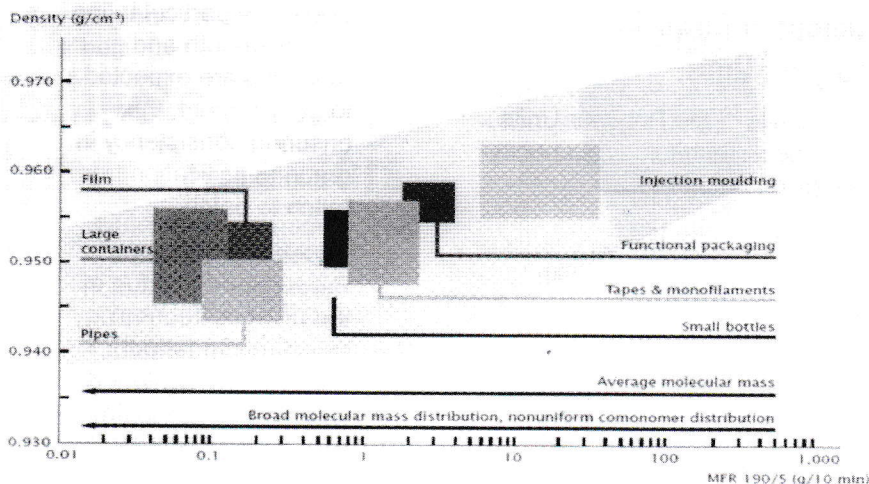 Density (g/cm³)
0.970
0.960
0.950
0.940
0.930
Film
Large
containers
Pipes
Injection moulding
Functional packaging
Tapes & monofilaments
Small bottles
Average molecular mass
Broad molecular mass distribution, nonuniform comonomer distribution
0.01
0.1
1
10
100
1,000
MFR 190/5 (g/10 min)